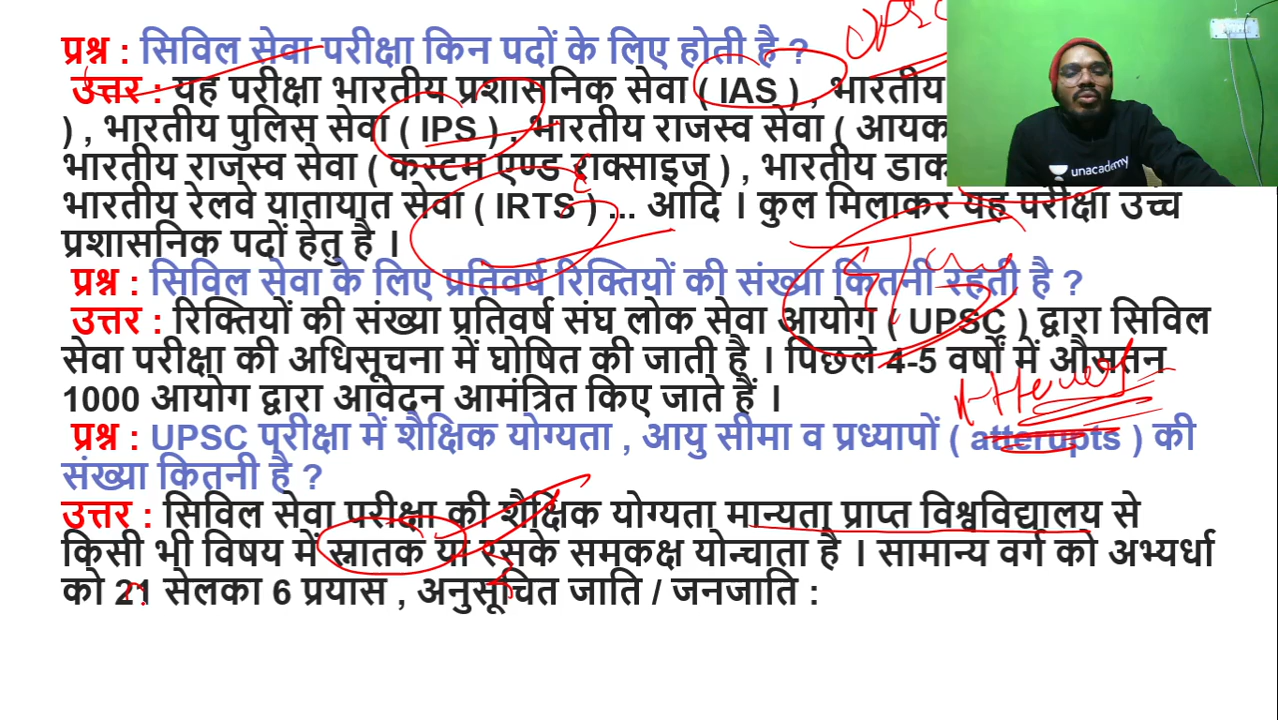 प्रश्न : सिविल सेवा परीक्षा किन पदों के लिए होती है ?
उत्तर : यह परीक्षा भारतीय प्रशासनिक सेवा ( IAS ) , भारतीय
) , भारतीय पुलिस सेवा ( IPS ) , भारतीय राजस्व सेवा ( आयक
भारतीय राजस्व सेवा ( कस्टम एण्ड एक्साइज ) , भारतीय डाक
भारतीय रेलवे यातायात सेवा ( IRTS ) ... आदि । कुल मिलाकर यह परीक्षा उच्च
प्रशासनिक पदों हेतु है ।
प्रश्न : सिविल सेवा के लिए प्रतिवर्ष रिक्तियों की संख्या कितनी रहती है ?
उत्तर : रिक्तियों की संख्या प्रतिवर्ष संघ लोक सेवा आयोग ( UPSC ) द्वारा सिविल
सेवा परीक्षा की अधिसूचना में घोषित की जाती है । पिछले 4-5 वर्षों में औसतन
1000 आयोग द्वारा आवेदन आमंत्रित किए जाते हैं ।
प्रश्न : UPSC परीक्षा में शैक्षिक योग्यता , आयु सीमा व प्रध्यापों ( atterupts ) की
संख्या कितनी है ?
उत्तर : सिविल सेवा परीक्षा की शैक्षिक योग्यता मान्यता प्राप्त विश्वविद्यालय से
किसी भी विषय में स्नातक या रसके समकक्ष योन्चाता है । सामान्य वर्ग को अभ्यर्धा
को 21 सेलका 6 प्रयास , अनुसूचित जाति / जनजाति :
unacademy